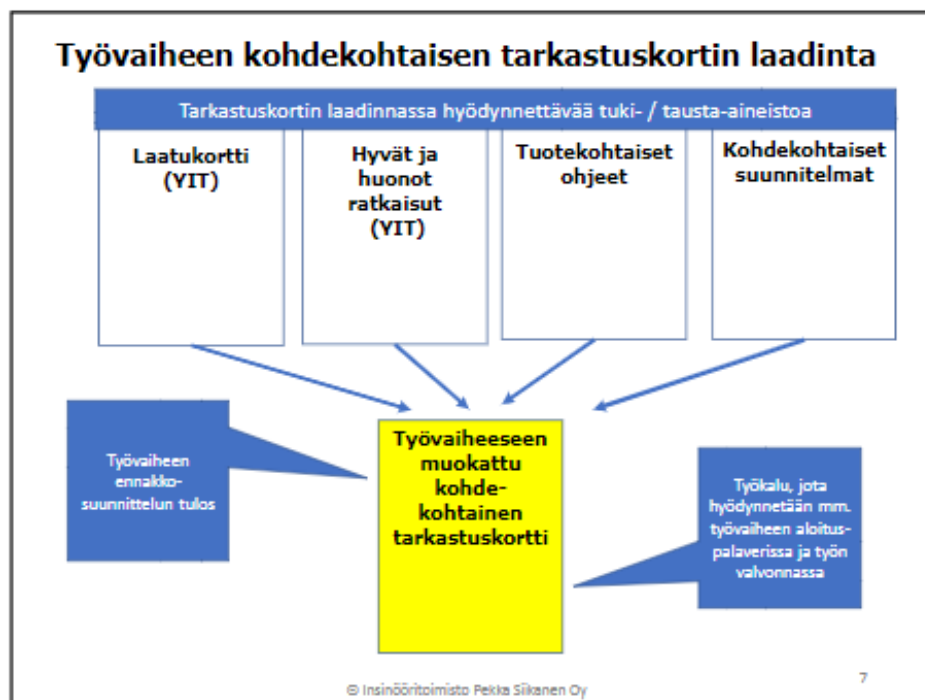 Työvaiheen kohdekohtaisen tarkastuskortin laadinta
Tarkastuskortin laadinnassa hyödynnettävää tuki- / tausta-aineistoa
Laatukortti
(YIT)
Hyvät ja
huonot
ratkaisut
(YIT)
Tuotekohtaiset
ohjeet
Kohdekohtaiset
suunnitelmat
Työvaiheen
ennakko-
suunnittelun tulos
Työvaiheeseen
muokattu
kohde-
kohtainen
tarkastuskortti
Työkalu, jota
hyödynnetään mm.
työvaiheen aloitus-
palaverissa ja työn
valvonnassa
© Insinööritoimisto Pekka Siikanen Oy
7